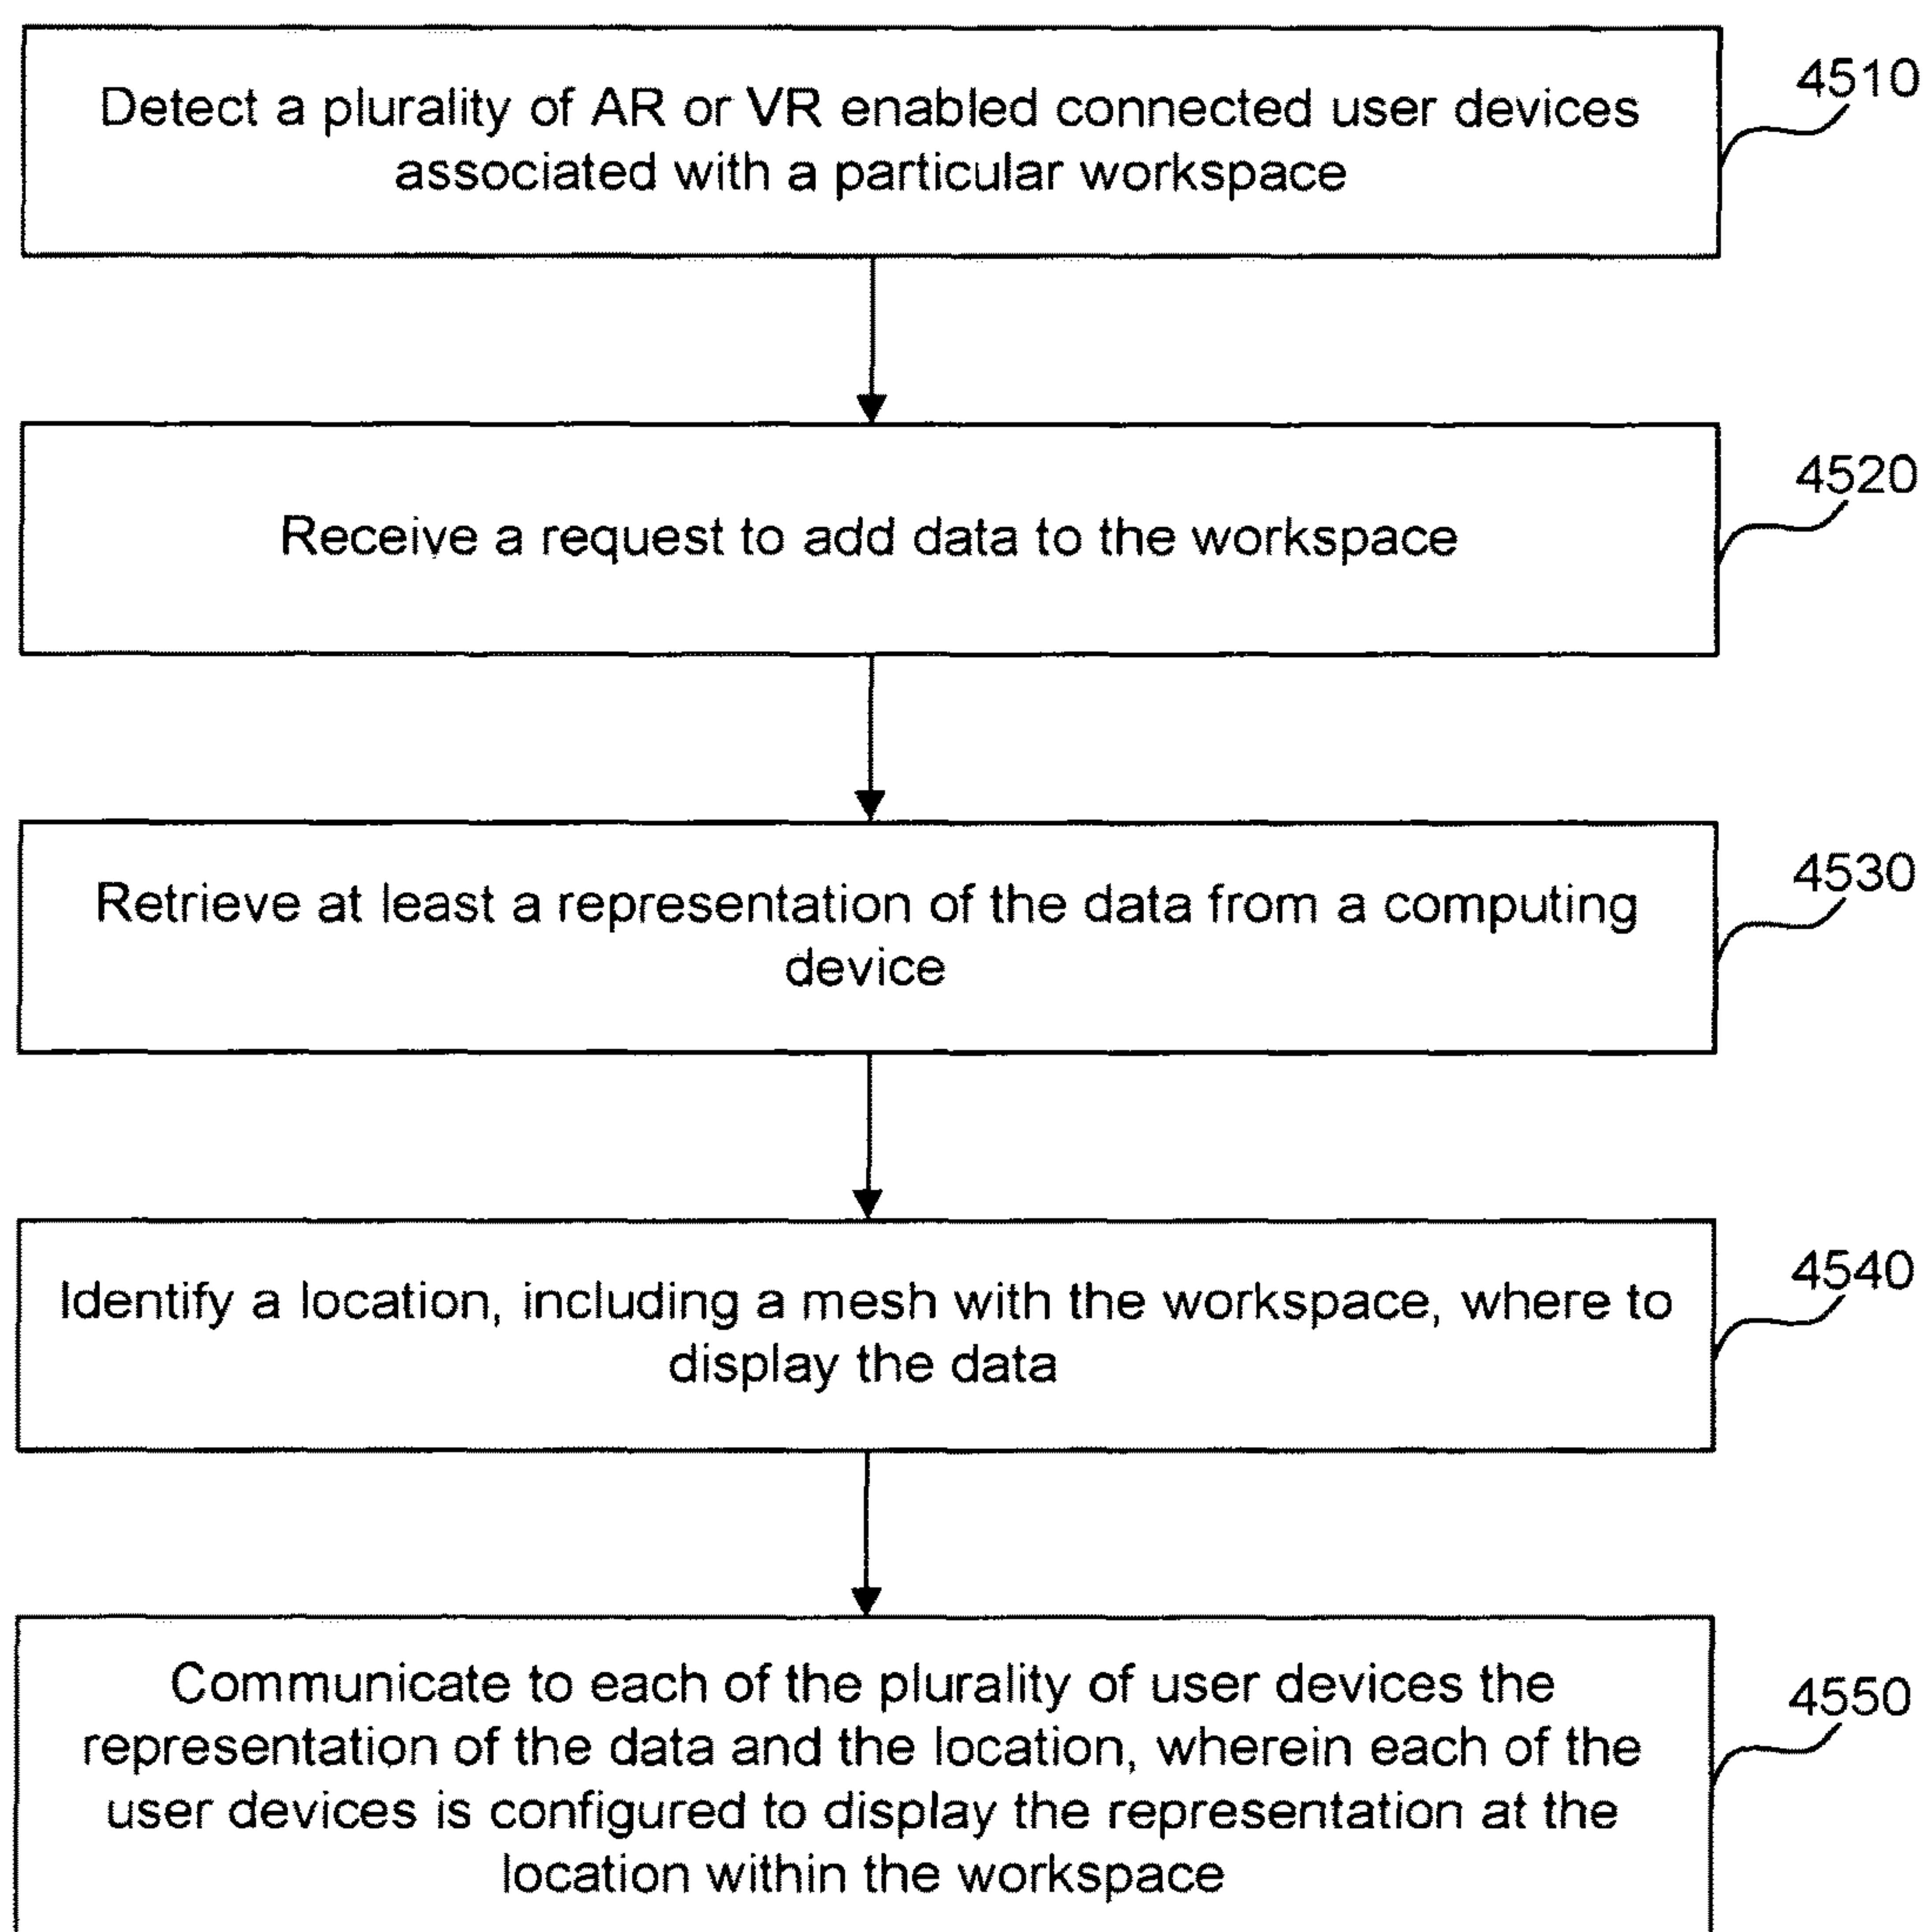 Detect a plurality of AR or VR enabled connected user devices
associated with a particular workspace
4510
Receive a request to add data to the workspace
4520
Retrieve at least a representation of the data from a computing
device
4530
Identify a location, including a mesh with the workspace, where to
display the data
4540
Communicate to each of the plurality of user devices the
representation of the data and the location, wherein each of the
user devices is configured to display the representation at the
location within the workspace
4550